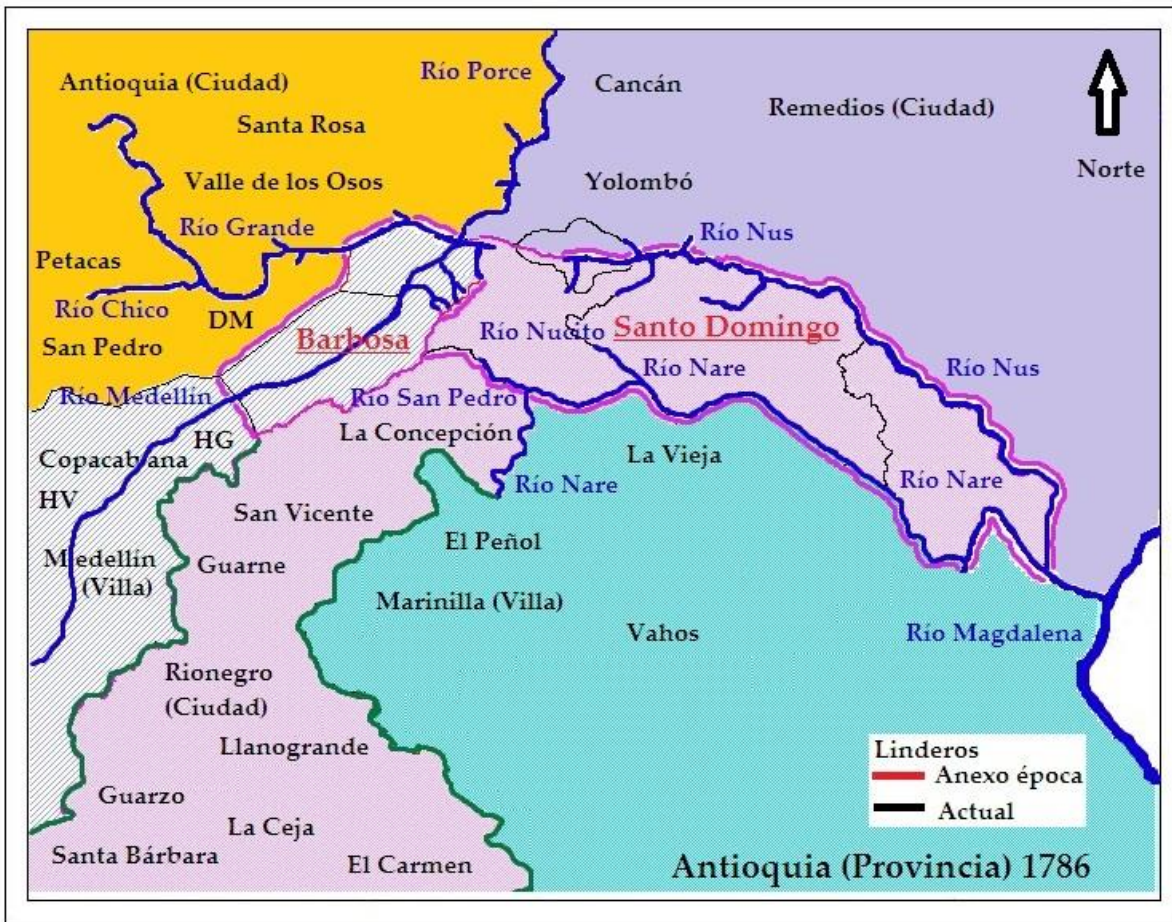 Río Porce
Cancán
Antioquia (Ciudad)
Remedios (Ciudad)
Santa Rosa
Norte
Valle de los Osos
Yolombó
Río Grande
Río Nus
Petacas
Río Chico
DM
Río Nucito
Santo Domingo
Barbosa
San Pedro
Río Nare
Río Nus
Río Medellín
Río San Pedro
La Concepción
HG
Copacabana
La Vieja
Río Nare
Río Nare
HV
San Vicente
El Peñol
Medellín
(Villa)
Guarne
Marinilla (Villa)
Vahos
Río Magdalena
Rionegro
(Ciudad)
Llanogrande
Linderos
Anexo época
Actual
Guarzo
La Ceja
Santa Bárbara
El Carmen
Antioquia (Provincia) 1786